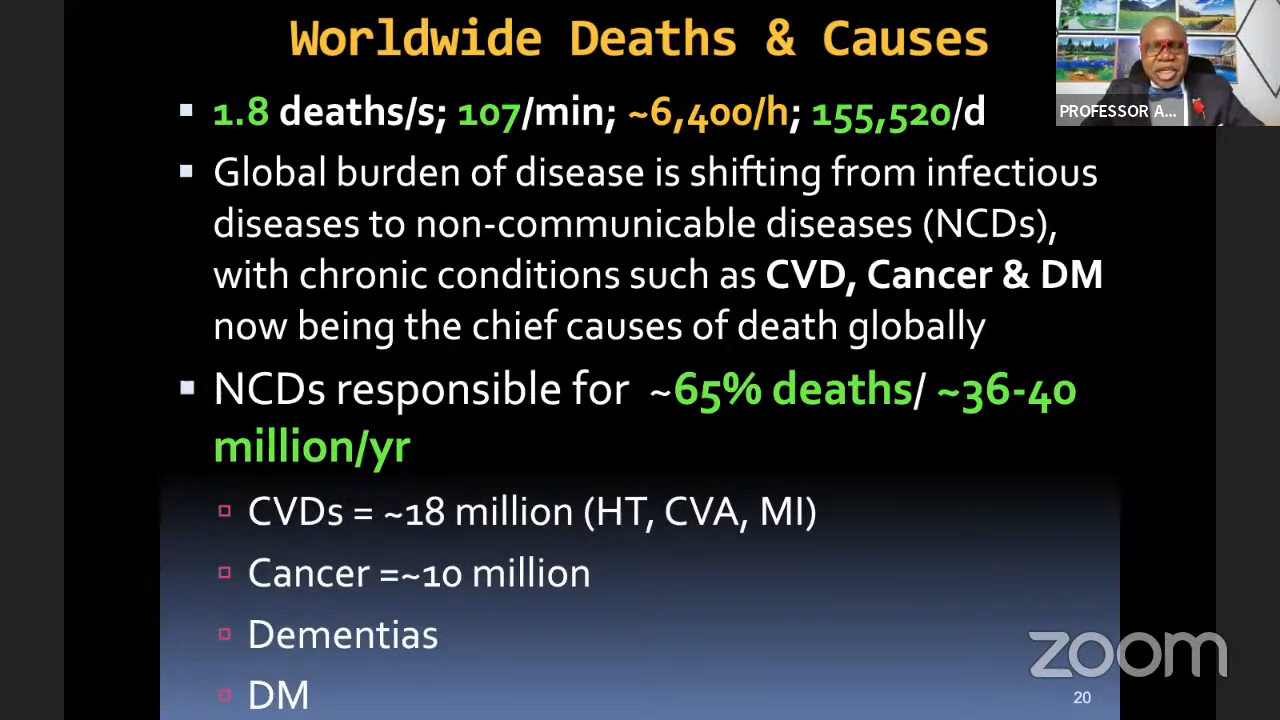 Worldwide Deaths & Causes
PROFESSOR A...
▪ 1.8 deaths/s; 107/min; ~6,400/h; 155,520/d
▪ Global burden of disease is shifting from infectious
diseases to non-communicable diseases (NCDs),
with chronic conditions such as CVD, Cancer & DM
now being the chief causes of death globally
▪ NCDs responsible for ~65% deaths/ ~36-40
million/yr
▫ CVDs = ~18 million (HT, CVA, MI)
▫ Cancer =~10 million
▫ Dementias
▫ DM
zoom
20